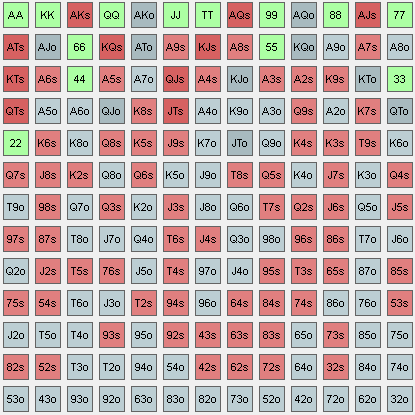 AA KK AKs QQ AKo JJ TT AQs 99 AQo 88 AJs 77
ATs AJo 66 KQs ATo A9s KJs A8s 55 KQo A9o A7s A8o
KTs A6s 44 A5s A7o QJs A4s KJo A3s A2s K9s KTo 33
QTs A5o A6o QJo K8s JTs A4o K9o A3o Q9s A2o K7s QTo
22 K6s K8o Q8s K5s J9s K7o JTo Q9o K4s K3s T9s K6o
Q7s J8s K2s Q8o Q6s K5o J9o T8s Q5s K4o J7s K3o Q4s
T9o 98s Q7o Q3s K2o J3s J8o Q6o T7s Q2s J6s Q5o J5s
97s 87s T8o J7o Q4o T6s J4s Q3o 98o 96s 86s T7o J6o
Q2o J2s T5s 76s J5o T4s 97o J4o 95s T3s 65s 87o 85s
75s 54s T6o J3o T2s 94s 96o 64s 84s 74s 86o 76o 53s
J2o T5o T4o 93s 95o 92s 43s 63s 83s 65o 73s 85o 75o
82s 52s T3o T2o 94o 54o 42s 62s 72s 64o 32s 84o 74o
53o 43o 93o 92o 63o 83o 52o 73o 82o 42o 62o 72o 32o